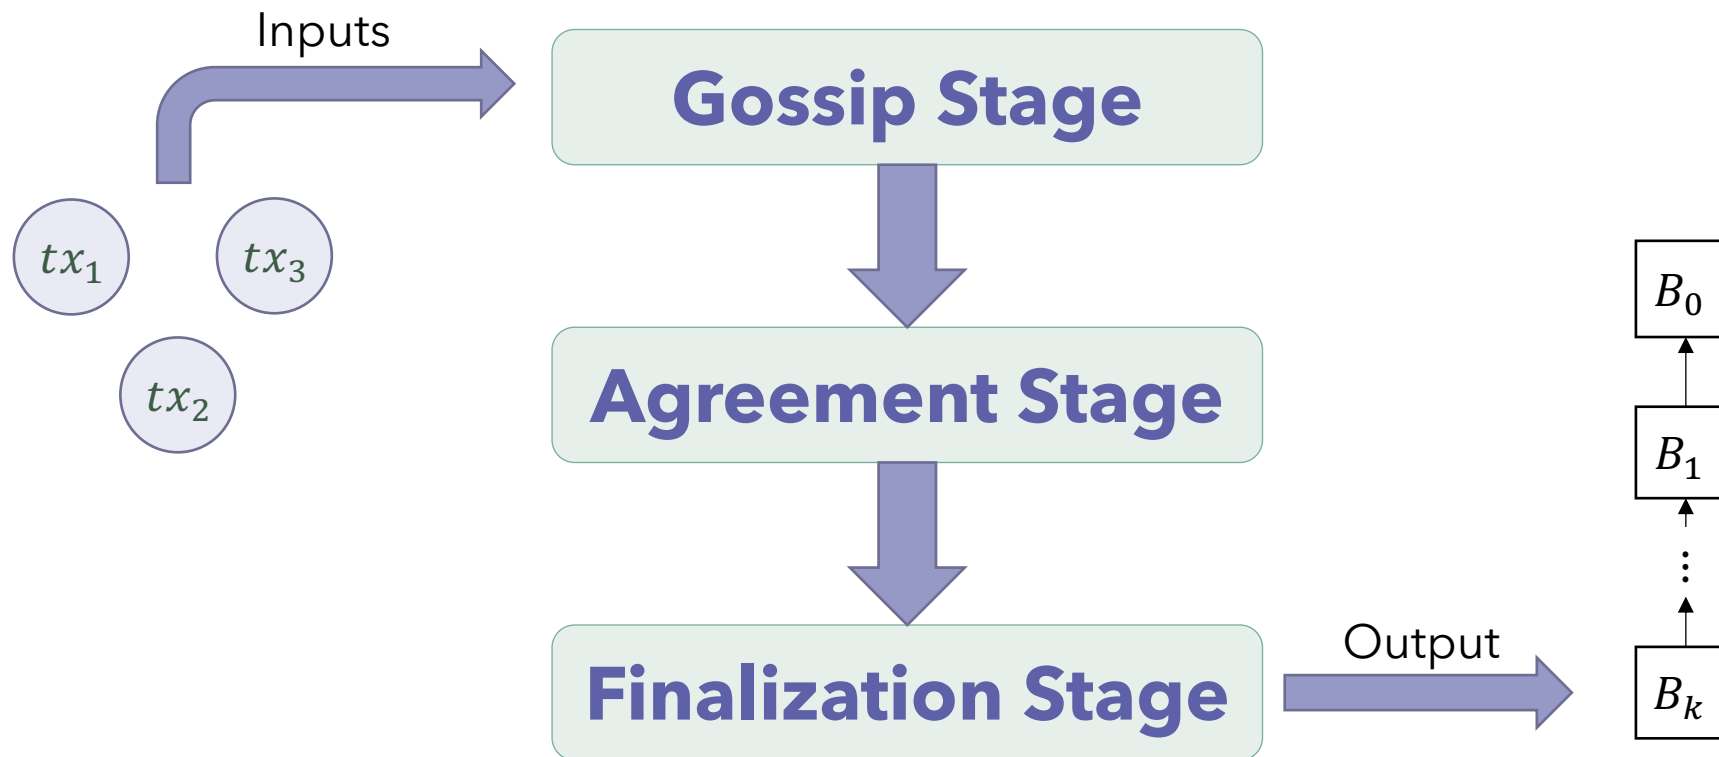 Inputs
Gossip Stage
tx₁
tx₃
tx₂
Agreement Stage
Finalization Stage
Output
B₀
B₁
⋮
Bₖ